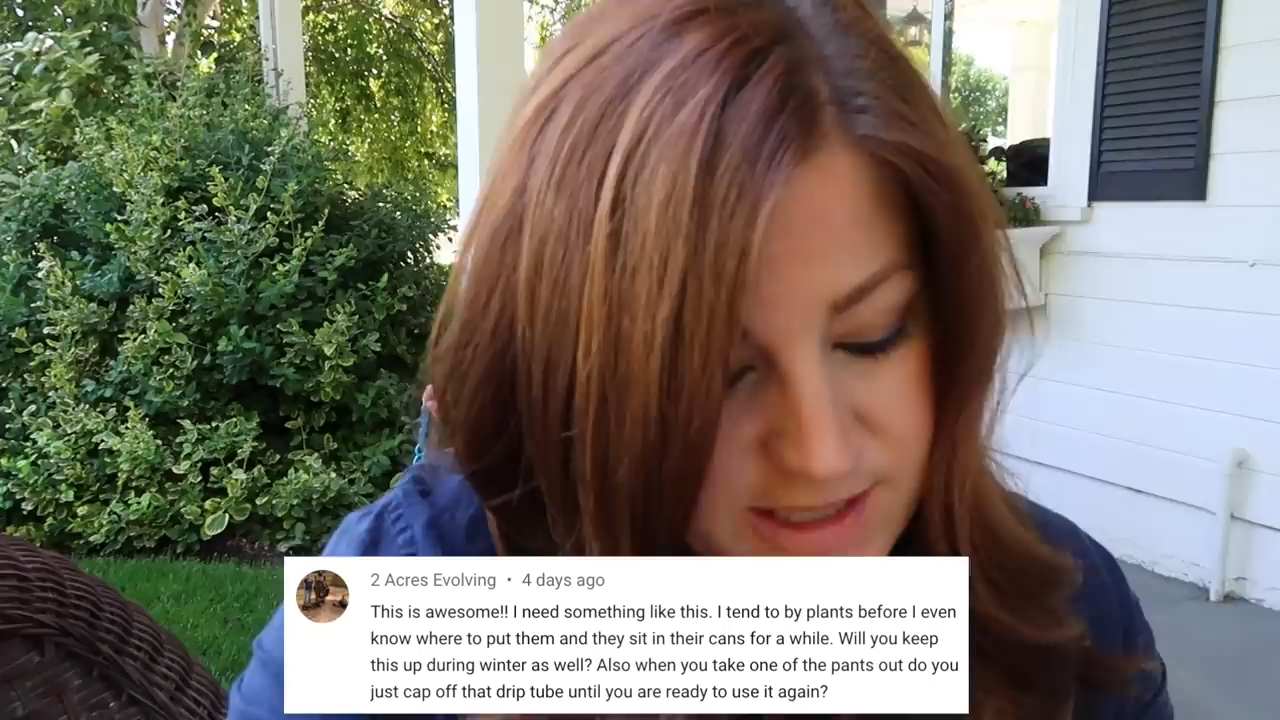 2 Acres Evolving • 4 days ago
This is awesome!! I need something like this. I tend to by plants before I even
know where to put them and they sit in their cans for a while. Will you keep
this up during winter as well? Also when you take one of the pants out do you
just cap off that drip tube until you are ready to use it again?